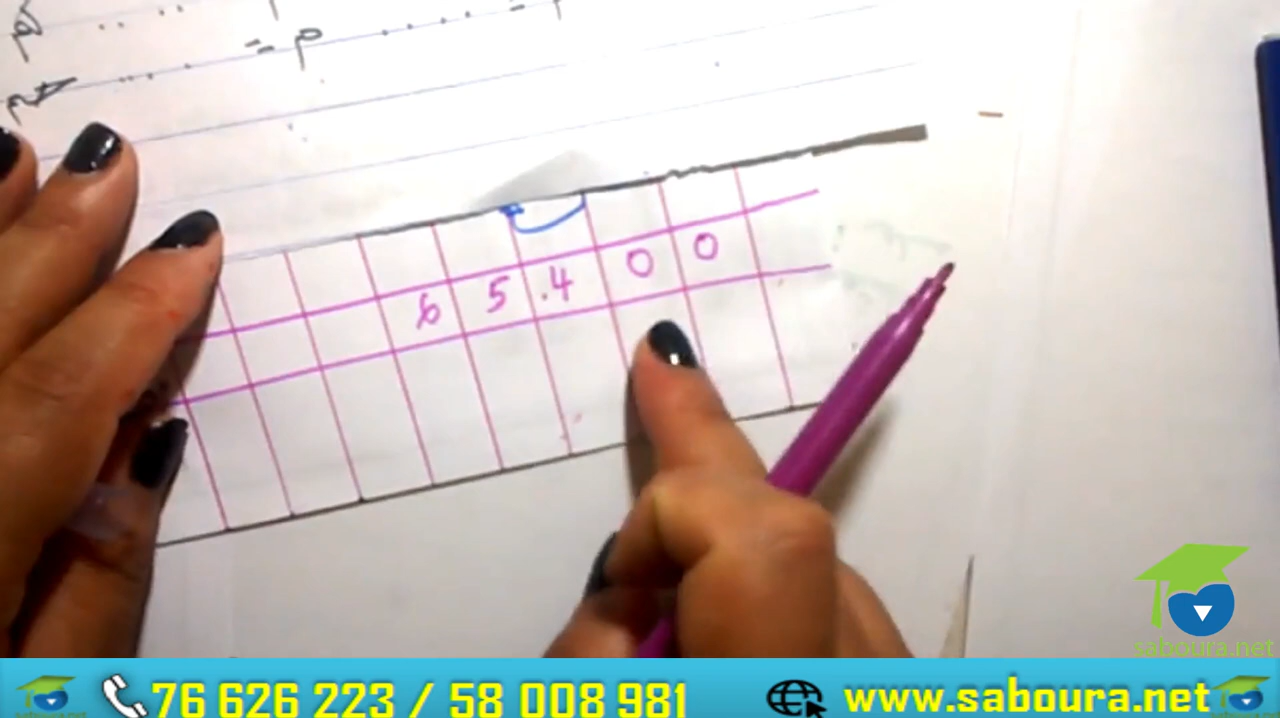 م = .....
6 5 .4 0 0
saboura.net
76 626 223 / 58 008 981 www.saboura.net